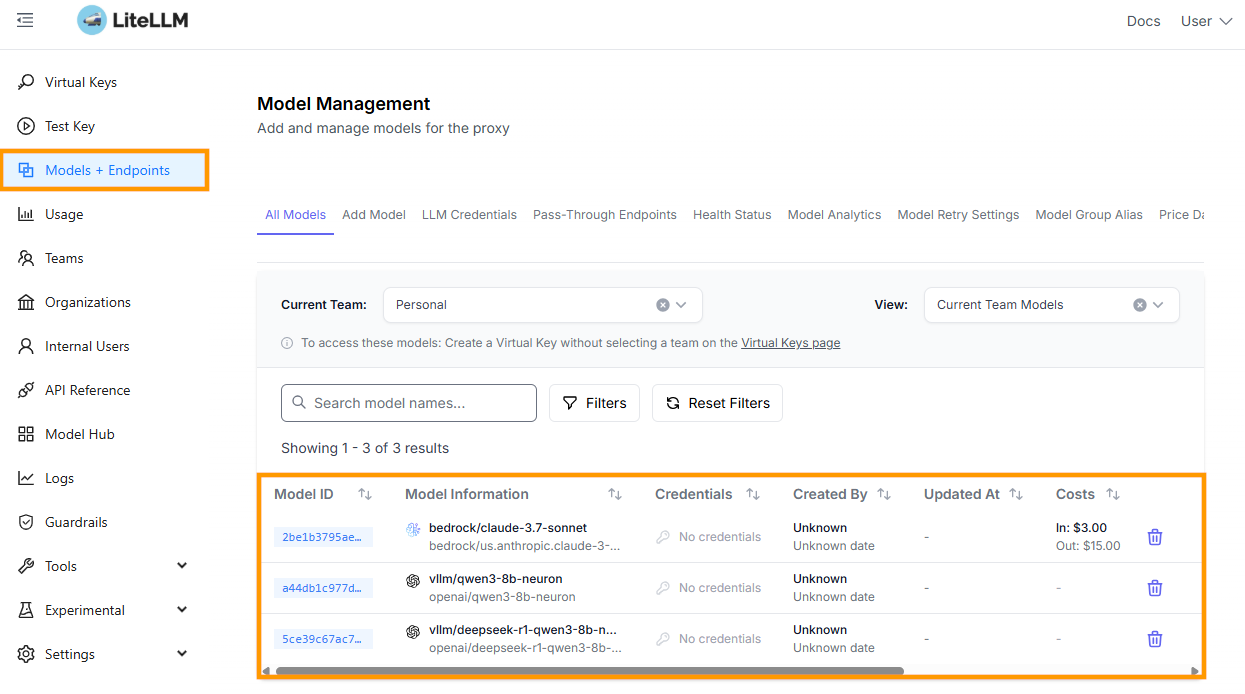 LiteLLM
Docs
User
Virtual Keys
Test Key
Models + Endpoints
Usage
Teams
Organizations
Internal Users
API Reference
Model Hub
Logs
Guardrails
Tools
Experimental
Settings
Model Management
Add and manage models for the proxy
All Models Add Model LLM Credentials Pass-Through Endpoints Health Status Model Analytics Model Retry Settings Model Group Alias Price Da
Current Team: Personal View: Current Team Models
To access these models: Create a Virtual Key without selecting a team on the Virtual Keys page
Search model names... Filters Reset Filters
Showing 1 - 3 of 3 results
Model ID Model Information Credentials Created By Updated At Costs
2be1b3795ae… bedrock/claude-3.7-sonnet No credentials Unknown - In: $3.00
bedrock/us.anthropic.claude-3-... Unknown date Out: $15.00
a44db1c977d… vllm/qwen3-8b-neuron No credentials Unknown - -
openai/qwen3-8b-neuron Unknown date
5ce39c67ac7… vllm/deepseek-r1-qwen3-8b-n... No credentials Unknown - -
openai/deepseek-r1-qwen3-8b-... Unknown date